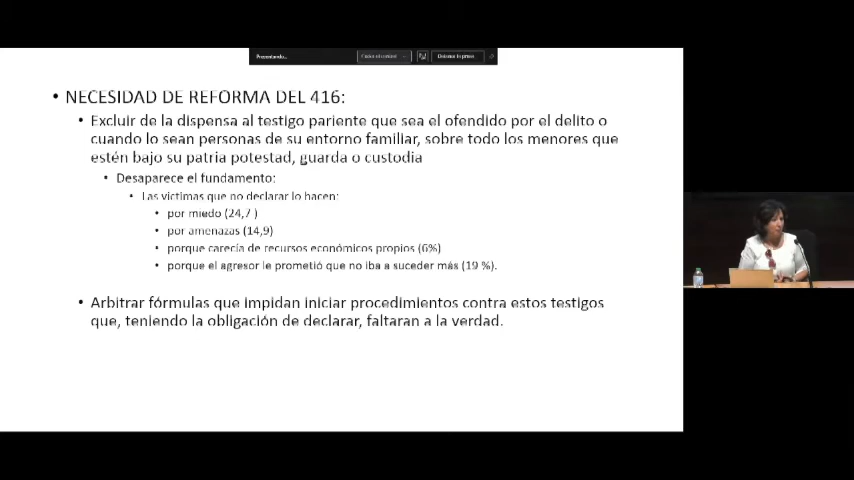 Presentando...
• NECESIDAD DE REFORMA DEL 416:
• Excluir de la dispensa al testigo pariente que sea el ofendido por el delito o
cuando lo sean personas de su entorno familiar, sobre todo los menores que
estén bajo su patria potestad, guarda o custodia
• Desaparece el fundamento:
• Las víctimas que no declarar lo hacen:
• por miedo (24,7 )
• por amenazas (14,9)
• porque carecía de recursos económicos propios (6%)
• porque el agresor le prometió que no iba a suceder más (19 %).
• Arbitrar fórmulas que impidan iniciar procedimientos contra estos testigos
que, teniendo la obligación de declarar, faltaran a la verdad.